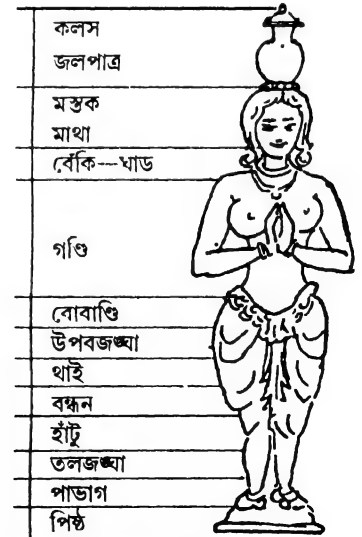 কলস
জলপাত্র
মস্তক
মাথা
বেঁকি—ঘাড
গণ্ডি
বোবাণ্ডি
উপবজঙ্ঘা
থাই
বন্ধন
হাঁটু
তলজঙ্ঘা
পাভাগ
পিষ্ঠ